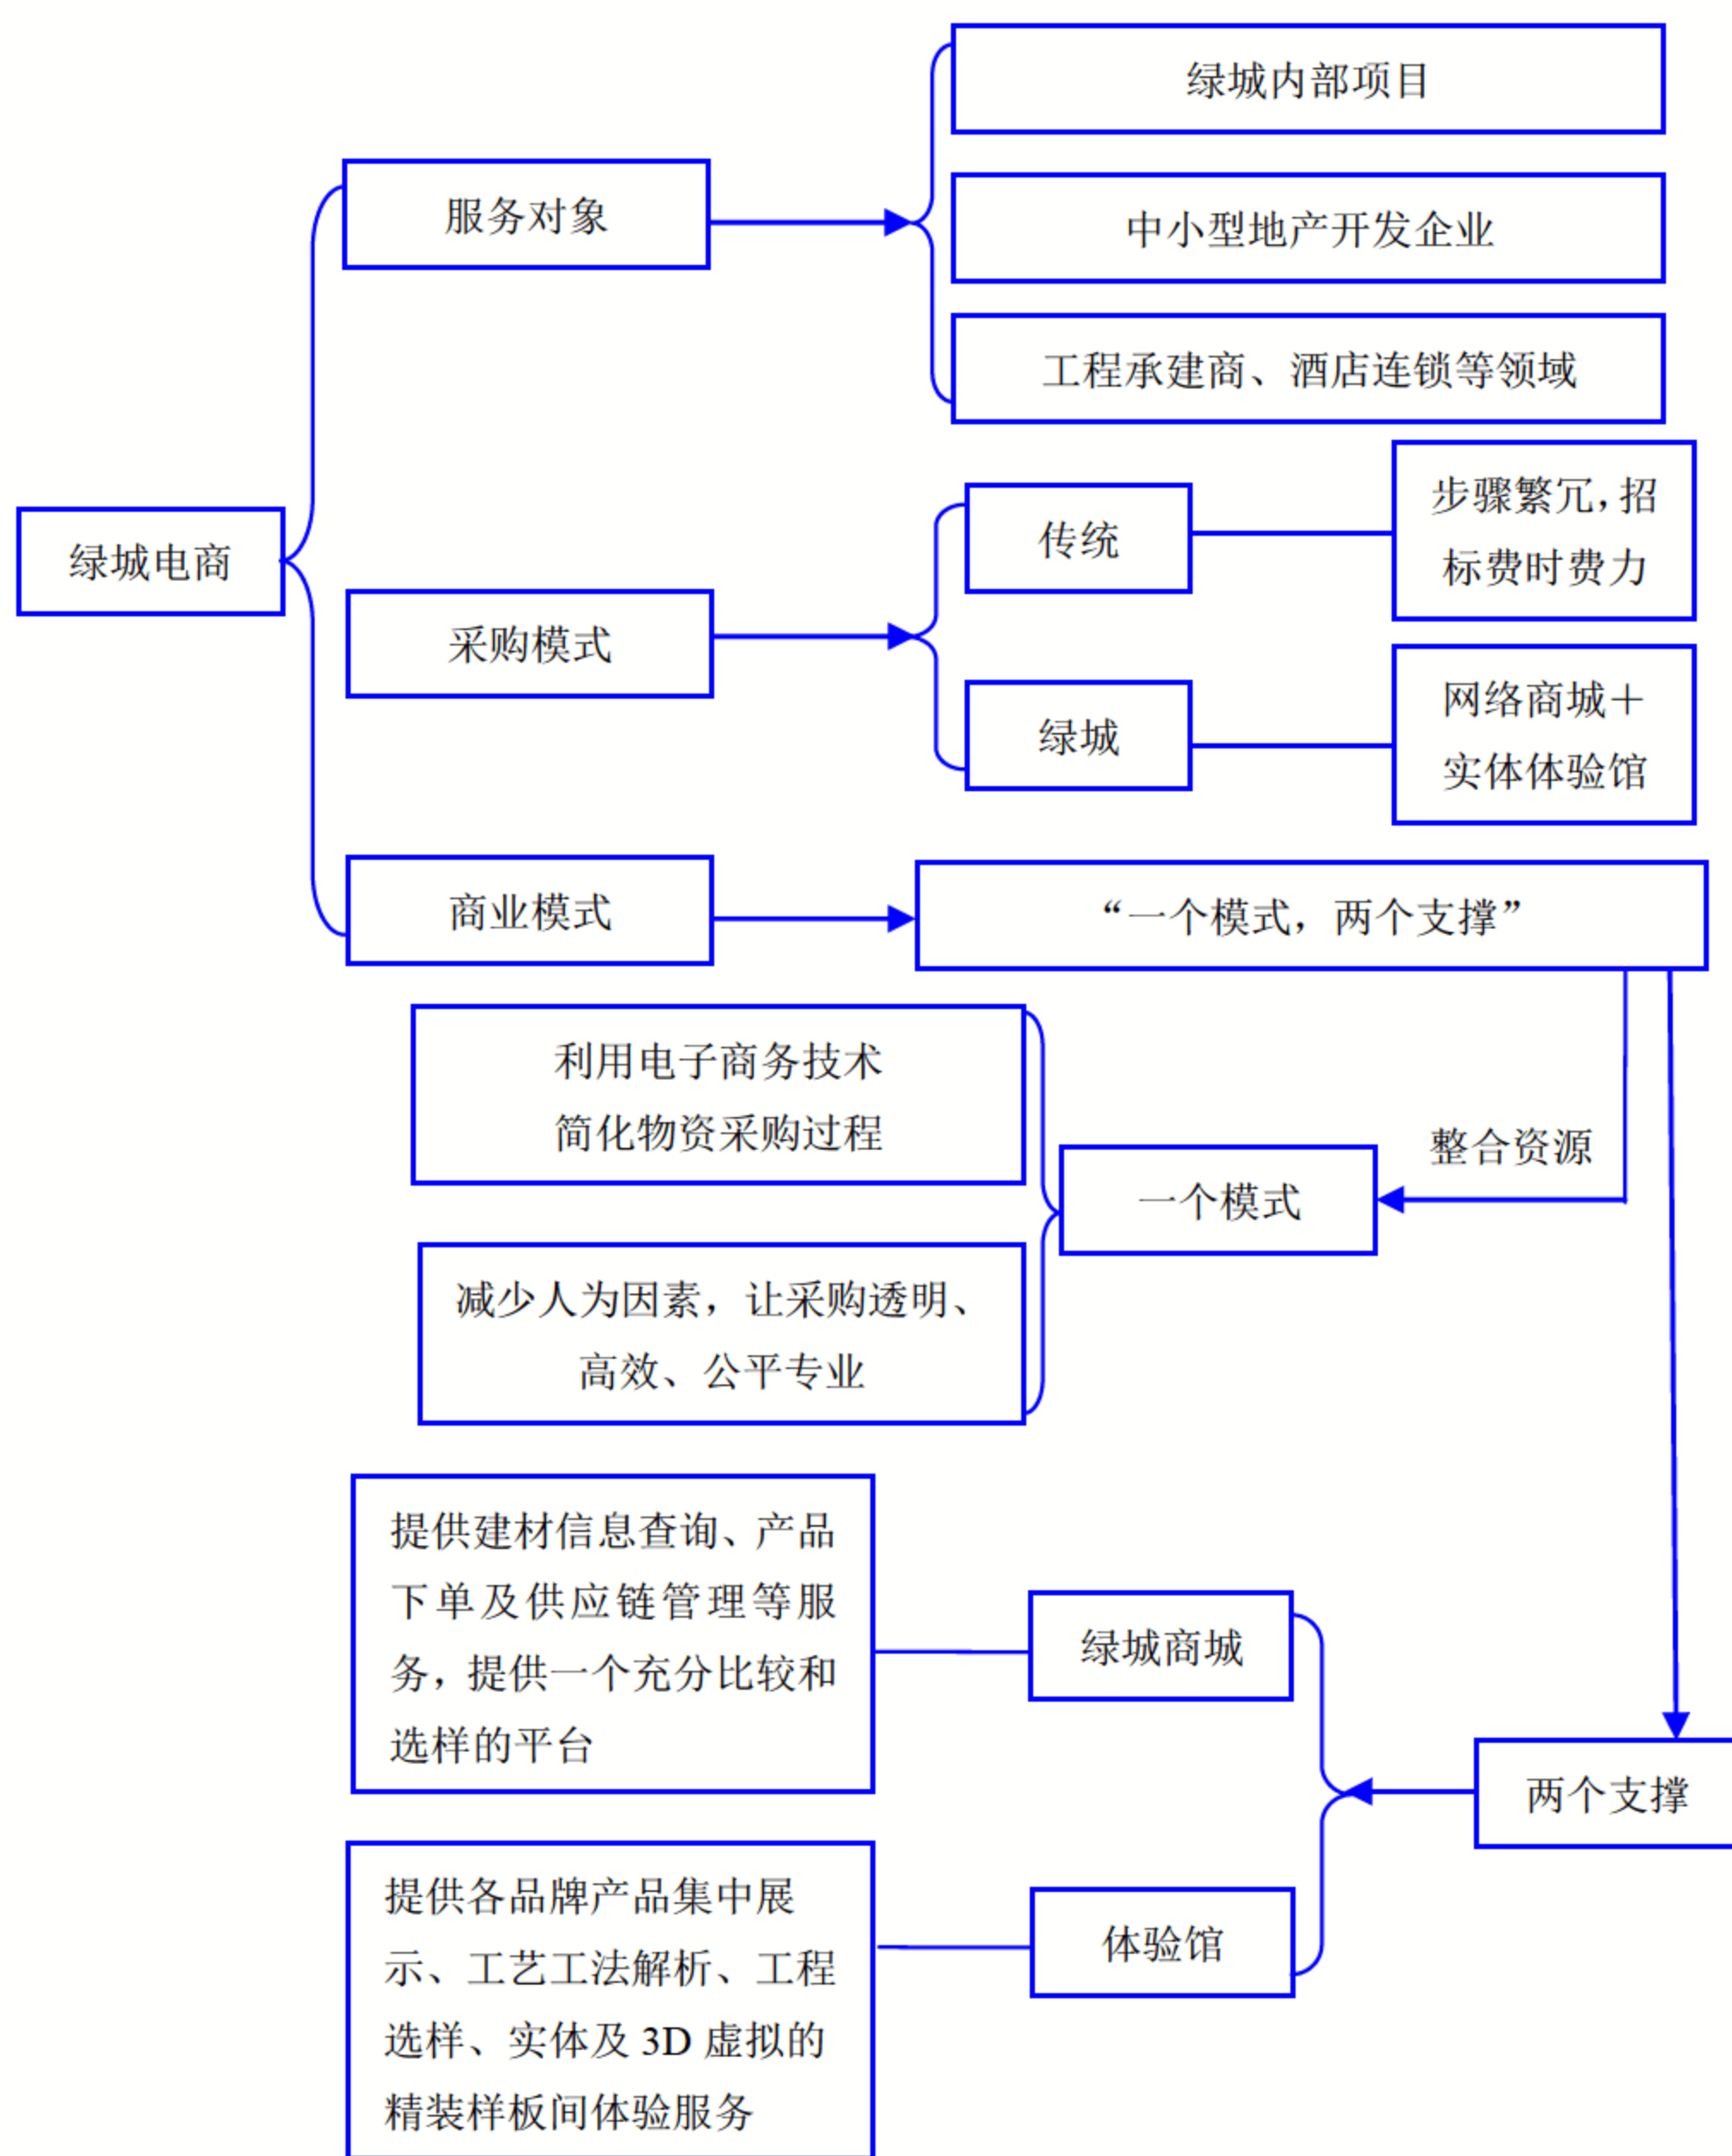 绿城内部项目
服务对象
中小型地产开发企业
工程承建商、酒店连锁等领域
绿城电商
采购模式
传统
步骤繁冗,招
标费时费力
绿城
网络商城+
实体体验馆
商业模式
“一个模式，两个支撑”
利用电子商务技术
简化物资采购过程
整合资源
一个模式
减少人为因素，让采购透明、
高效、公平专业
提供建材信息查询、产品
下单及供应链管理等服
务，提供一个充分比较和
选样的平台
绿城商城
两个支撑
提供各品牌产品集中展
示、工艺工法解析、工程
选样、实体及 3D 虚拟的
精装样板间体验服务
体验馆